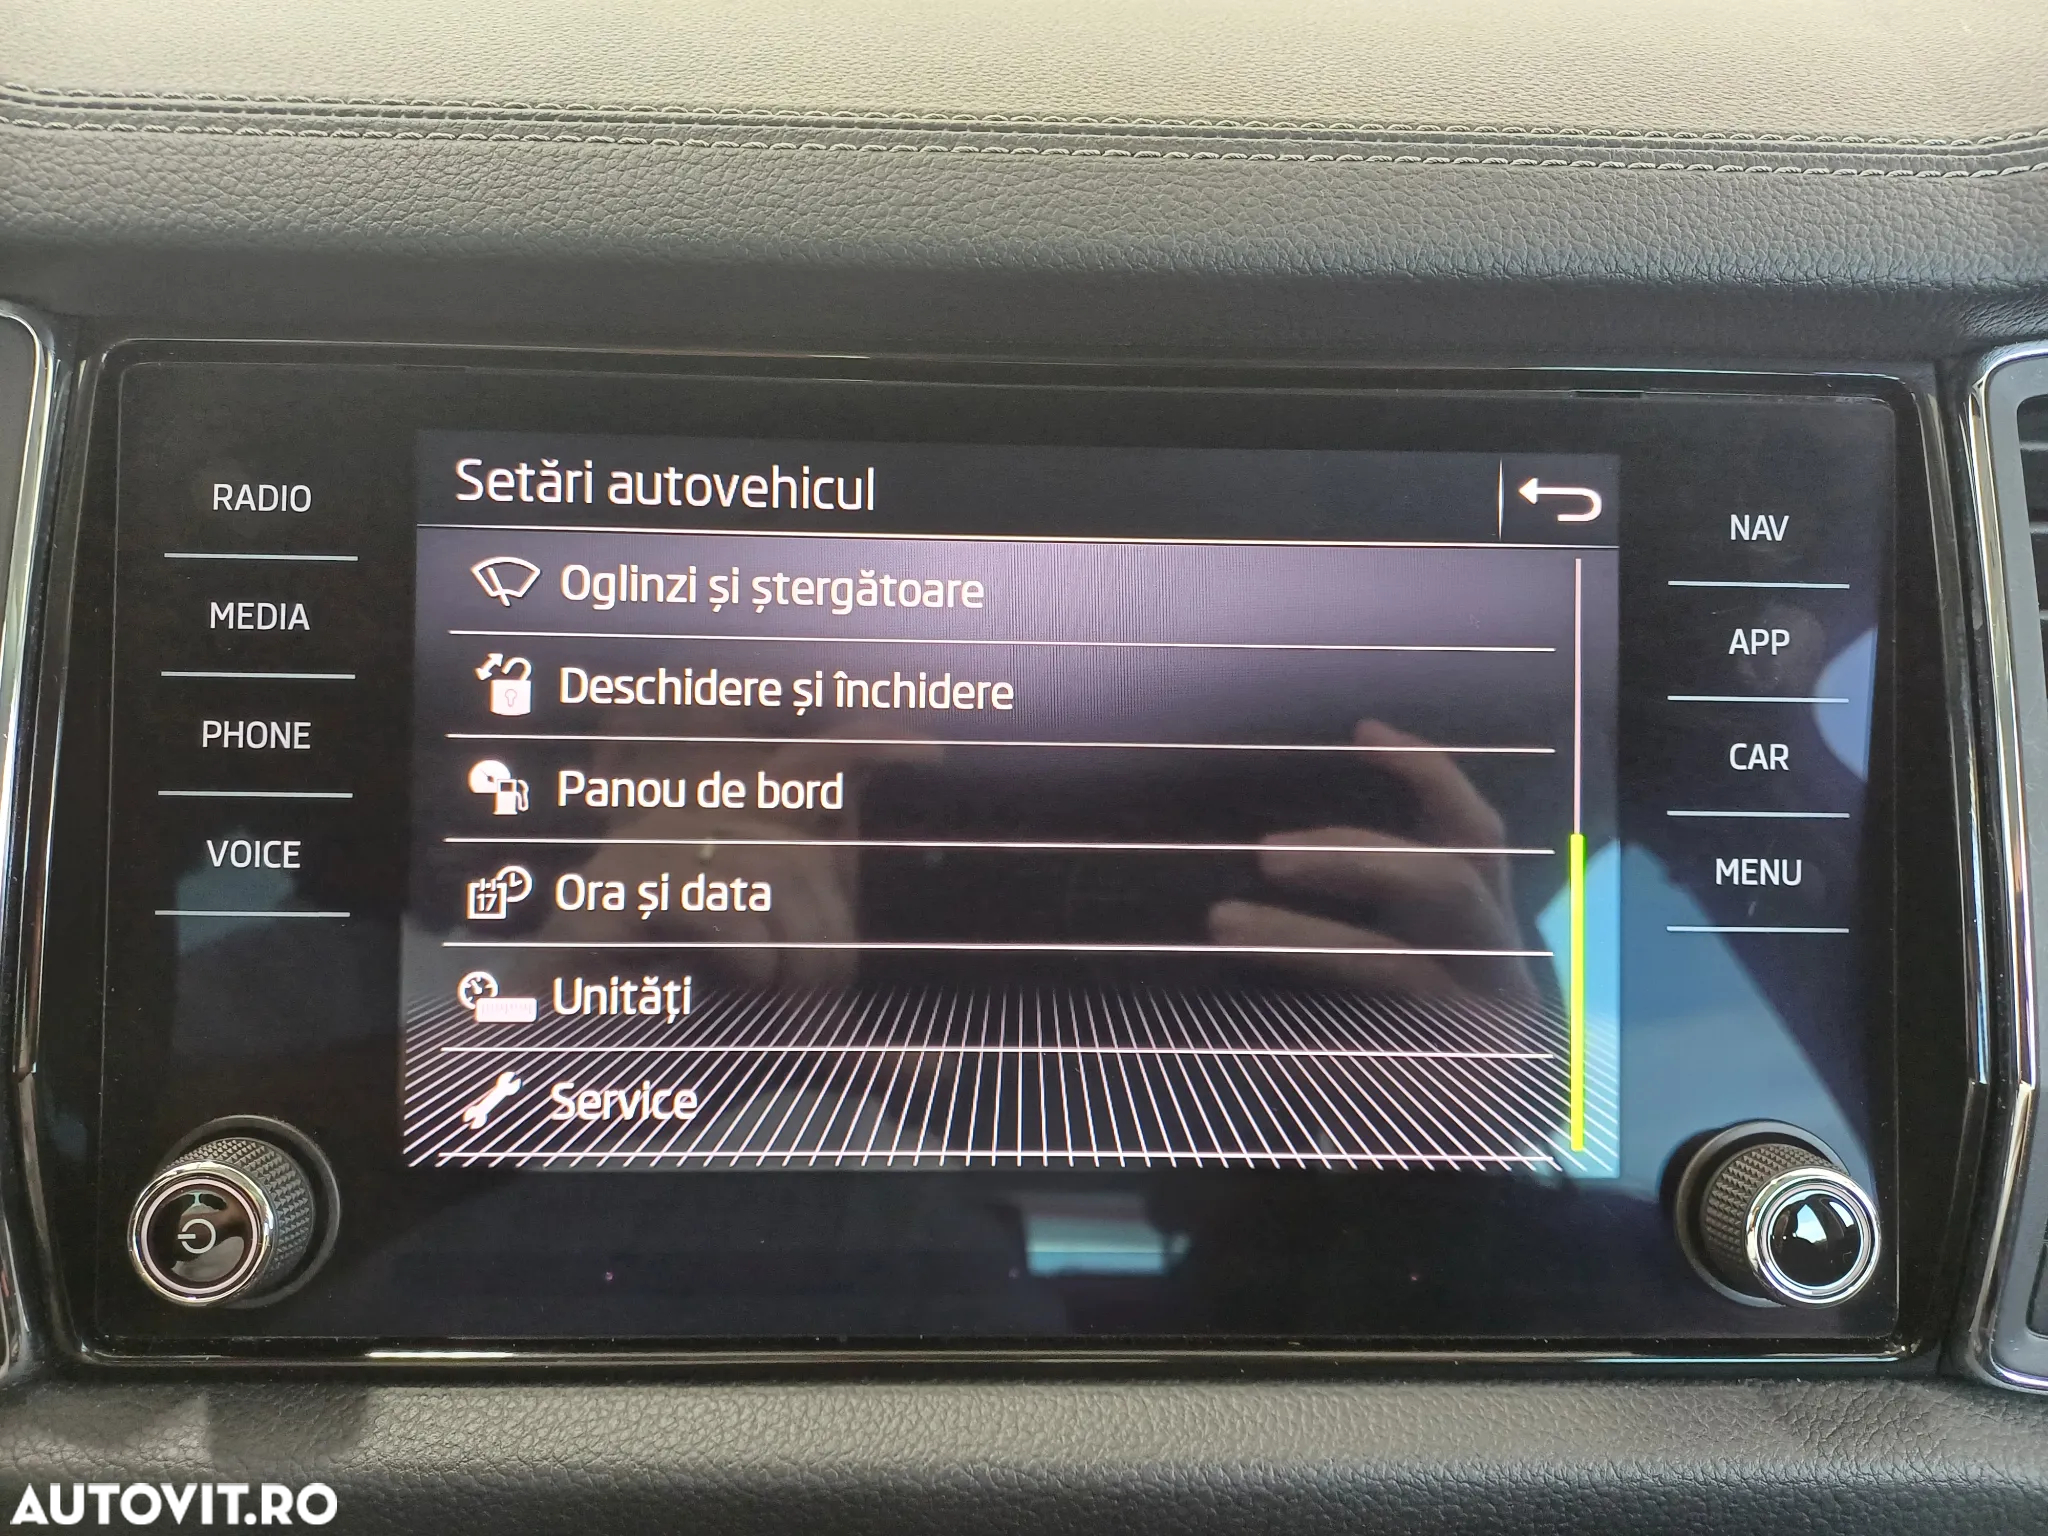 Setări autovehicul
RADIO
MEDIA
PHONE
VOICE
Oglinzi și ștergătoare
Deschidere și închidere
Panou de bord
17
Ora și data
Unități
Service
NAV
APP
CAR
MENU
AUTOVIT.RO